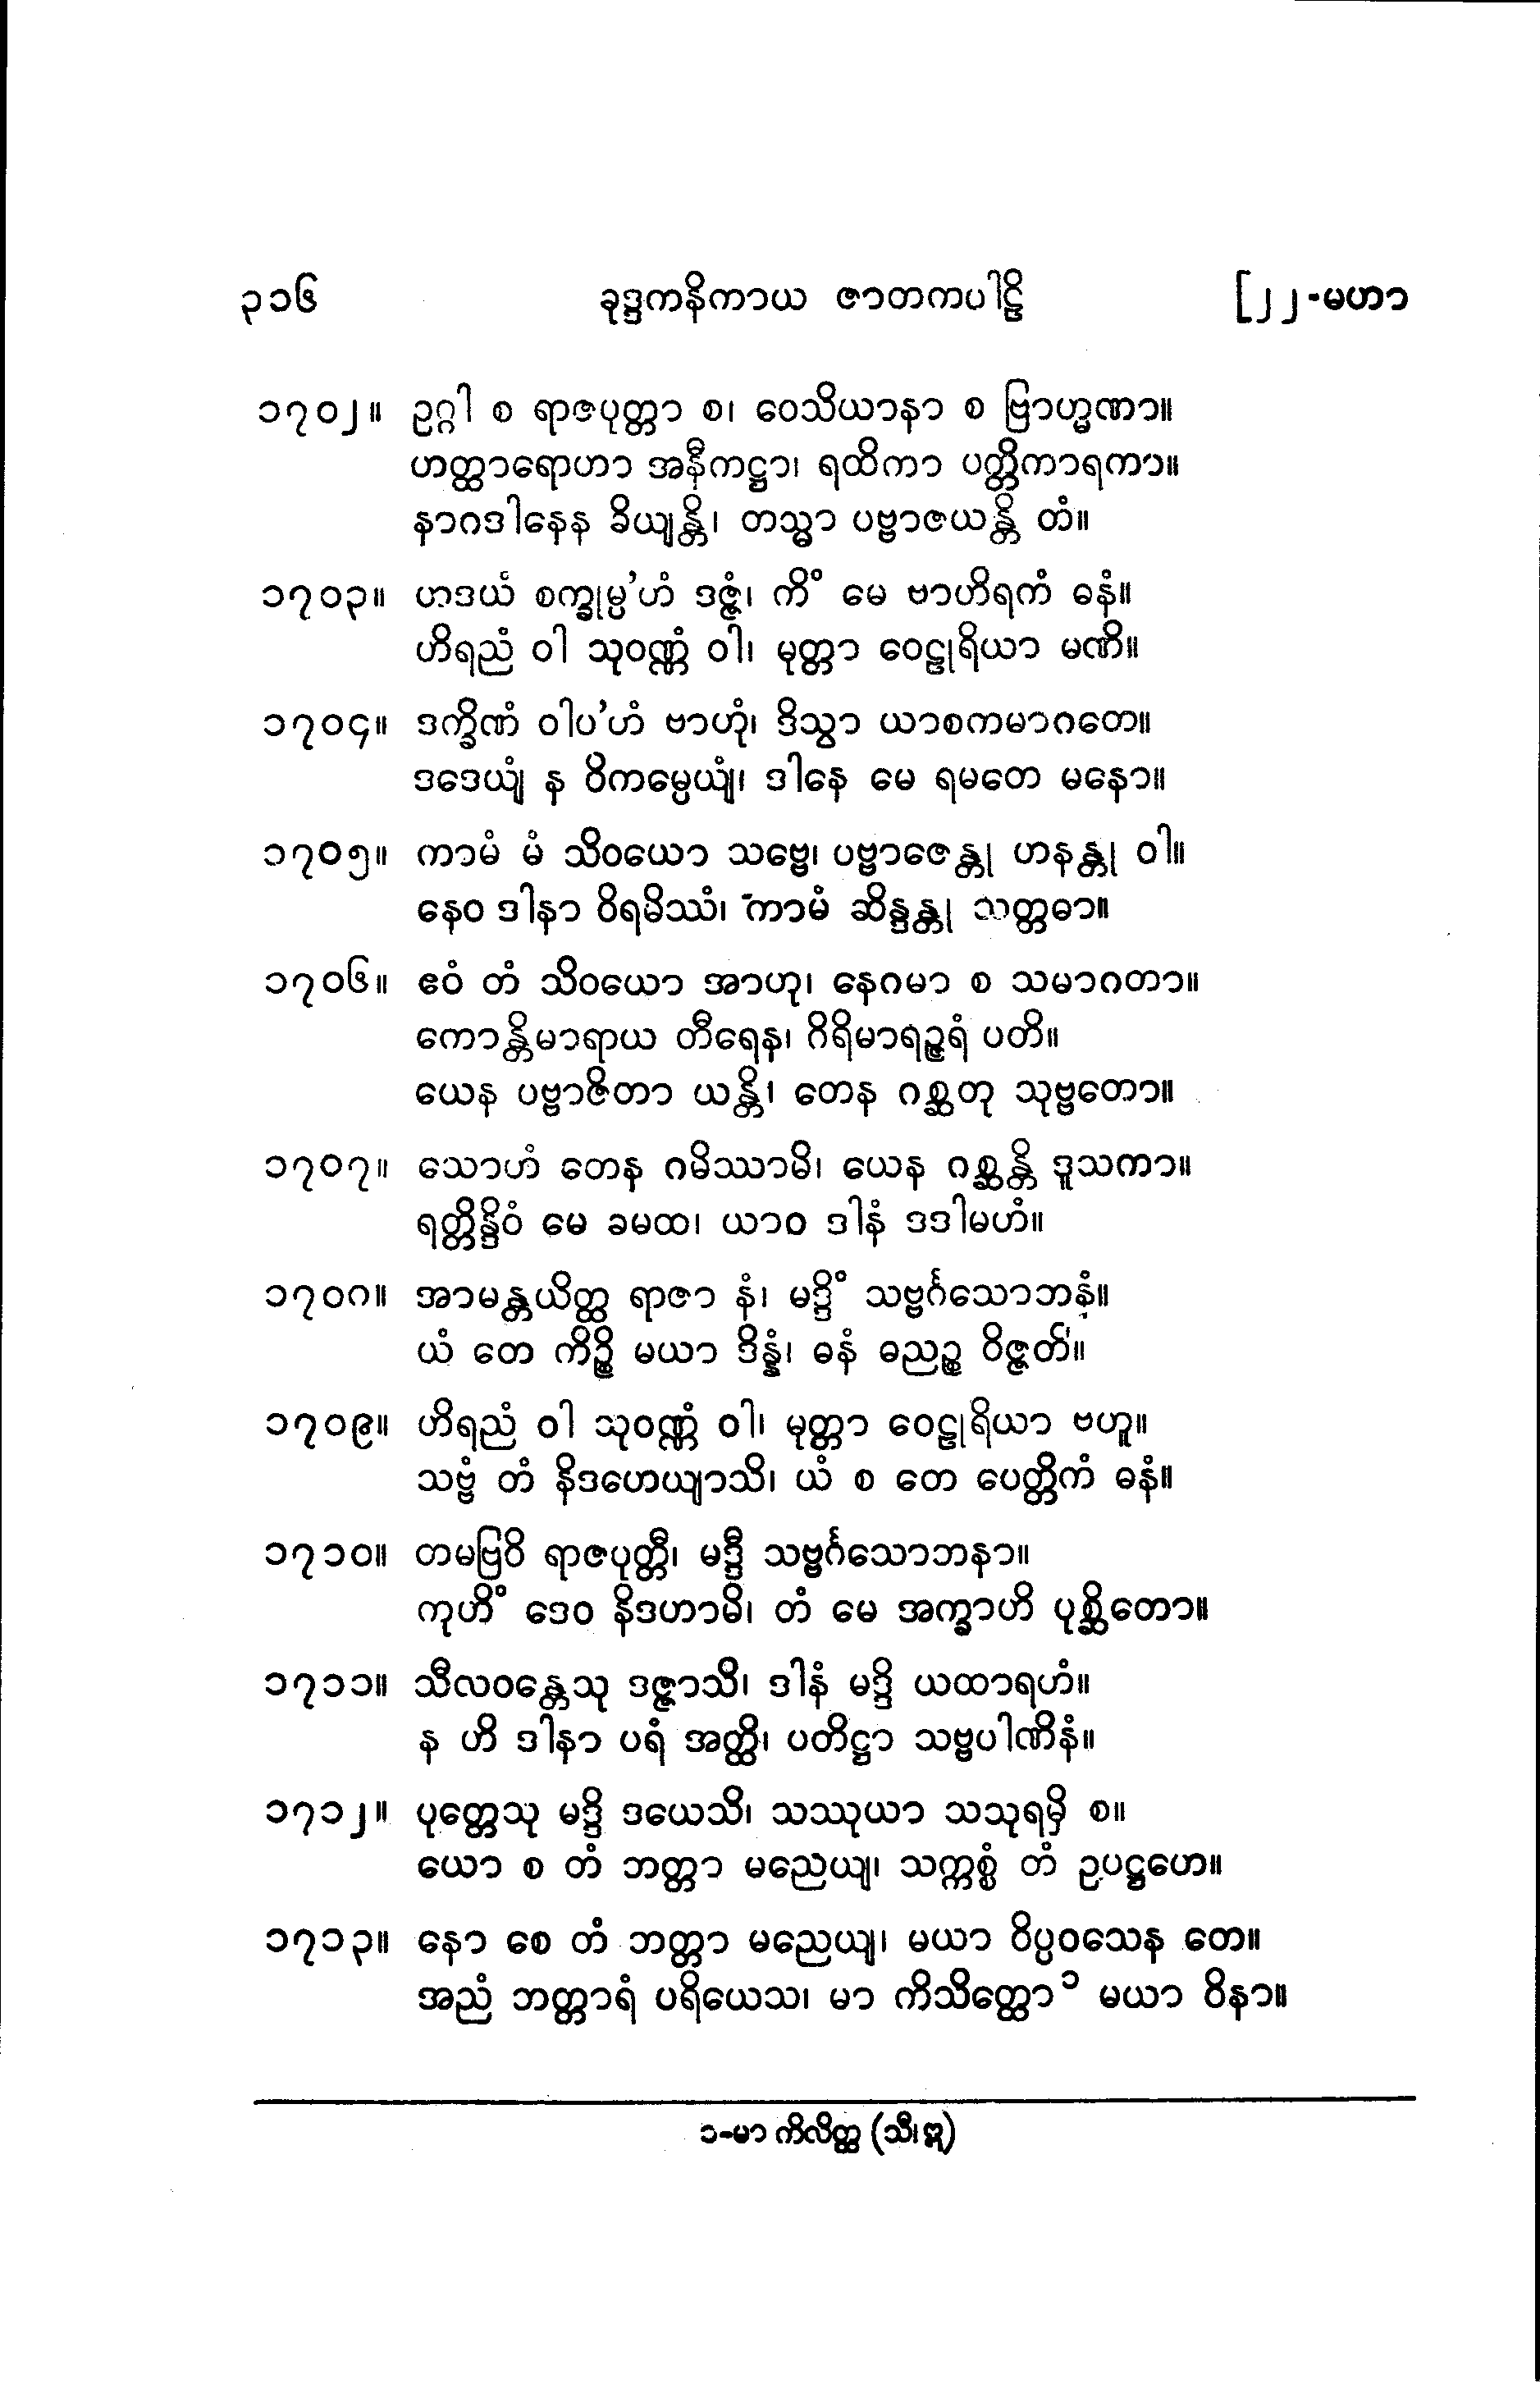 ၃၁၆ ခုဒ္ဒကနိကာယ ဇာတကပါဠိ [၂၂-မဟာ
၁၇၀၂။ ဥဂ္ဂါ စ ရာဇပုတ္တာ စ၊ ဝေသိယာနာ စ ဗြာဟ္မဏာ။
ဟတ္ထာရောဟာ အနီကဋ္ဌာ၊ ရထိကာ ပတ္တိကာရကာ။
နာဂဒါနေန ခိယျန္တိ၊ တသ္မာ ပဗ္ဗာဇယန္တိ တံ။
၁၇၀၃။ ဟဒယံ စက္ခုမ္ပ'ဟံ ဒဇ္ဇံ၊ ကိံ မေ ဗာဟိရကံ ဓနံ။
ဟိရညံ ဝါ သုဝဏ္ဏံ ဝါ၊ မုတ္တာ ဝေဠုရိယာ မဏိ။
၁၇၀၄။ ဒက္ခိဏံ ဝါပ'ဟံ ဗာဟုံ၊ ဒိသွာ ယာစကမာဂတေ။
ဒဒေယျံ န ဝိကမ္ပေယျံ၊ ဒါနေ မေ ရမတေ မနော။
၁၇၀၅။ ကာမံ မံ သိဝယော သဗ္ဗေ၊ ပဗ္ဗာဇေန္တု ဟနန္တု ဝါ။
နေဝ ဒါနာ ဝိရမိဿံ၊ ကာမံ ဆိန္ဒန္တု သတ္တဓာ။
၁၇၀၆။ ဧဝံ တံ သိဝယော အာဟု၊ နေဂမာ စ သမာဂတာ။
ကောန္တိမာရာယ တီရေန၊ ဂိရိမာရဉ္ဇရံ ပတိ။
ယေန ပဗ္ဗာဇိတာ ယန္တိ၊ တေန ဂစ္ဆတု သုဗ္ဗတော။
၁၇၀၇။ သောဟံ တေန ဂမိဿာမိ၊ ယေန ဂစ္ဆန္တိ ဒူသကာ။
ရတ္တိန္ဒိဝံ မေ ခမထ၊ ယာဝ ဒါနံ ဒဒါမဟံ။
၁၇၀၈။ အာမန္တယိတ္ထ ရာဇာ နံ၊ မဒ္ဒိံ သဗ္ဗင်္ဂသောဘနံ။
ယံ တေ ကိဉ္စိ မယာ ဒိန္နံ၊ ဓနံ ဓညဉ္စ ဝိဇ္ဇတိ။
၁၇၀၉။ ဟိရညံ ဝါ သုဝဏ္ဏံ ဝါ၊ မုတ္တာ ဝေဠုရိယာ ဗဟူ။
သဗ္ဗံ တံ နိဒဟေယျာသိ၊ ယံ စ တေ ပေတ္တိကံ ဓနံ။
၁၇၁၀။ တမဗြဝိ ရာဇပုတ္တီ၊ မဒ္ဒီ သဗ္ဗင်္ဂသောဘနာ။
ကုဟိံ ဒေဝ နိဒဟာမိ၊ တံ မေ အက္ခာဟိ ပုစ္ဆိတော။
၁၇၁၁။ သီလဝန္တေသု ဒဇ္ဇာသိ၊ ဒါနံ မဒ္ဒိ ယထာရဟံ။
န ဟိ ဒါနာ ပရံ အတ္ထိ၊ ပတိဋ္ဌာ သဗ္ဗပါဏိနံ။
၁၇၁၂။ ပုတ္တေသု မဒ္ဒိ ဒယေသိ၊ သဿုယာ သသုရမှိ စ။
ယော စ တံ ဘတ္တာ မညေယျ၊ သက္ကစ္စံ တံ ဥပဋ္ဌဟေ။
၁၇၁၃။ နော စေ တံ ဘတ္တာ မညေယျ၊ မယာ ဝိပ္ပဝသေန တေ။
အညံ ဘတ္တာရံ ပရိယေသ၊ မာ ကိသိတ္ထော၁ မယာ ဝိနာ။
၁-မာ ကိလိတ္ထ (သီ၊ဣ)